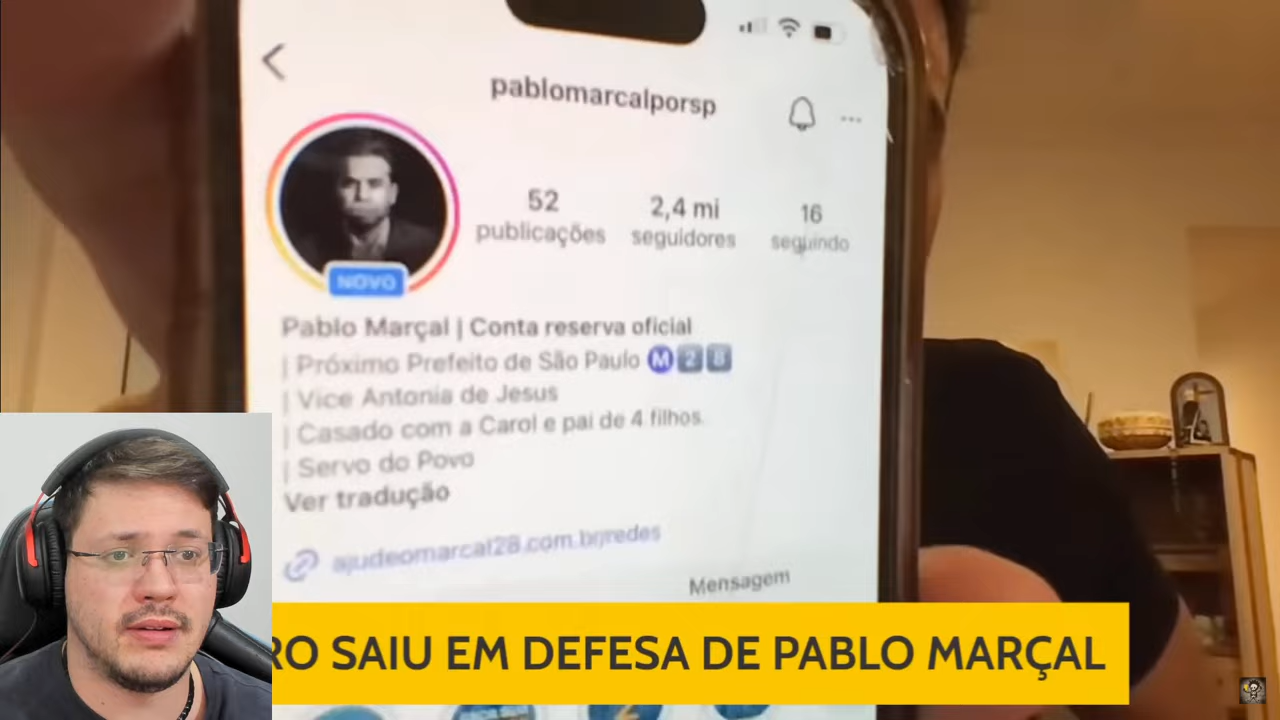 pablomarcalporsp
52
publicações
2,4 mi
seguidores
16
seguindo
NOVO
Pablo Marçal | Conta reserva oficial
| Próximo Prefeito de São Paulo M 2 8
| Vice Antonia de Jesus
| Casado com a Carol e pai de 4 filhos.
| Servo do Povo
Ver tradução
ajudeomarcal28.com.br/redes
Mensagem
RO SAIU EM DEFESA DE PABLO MARÇAL